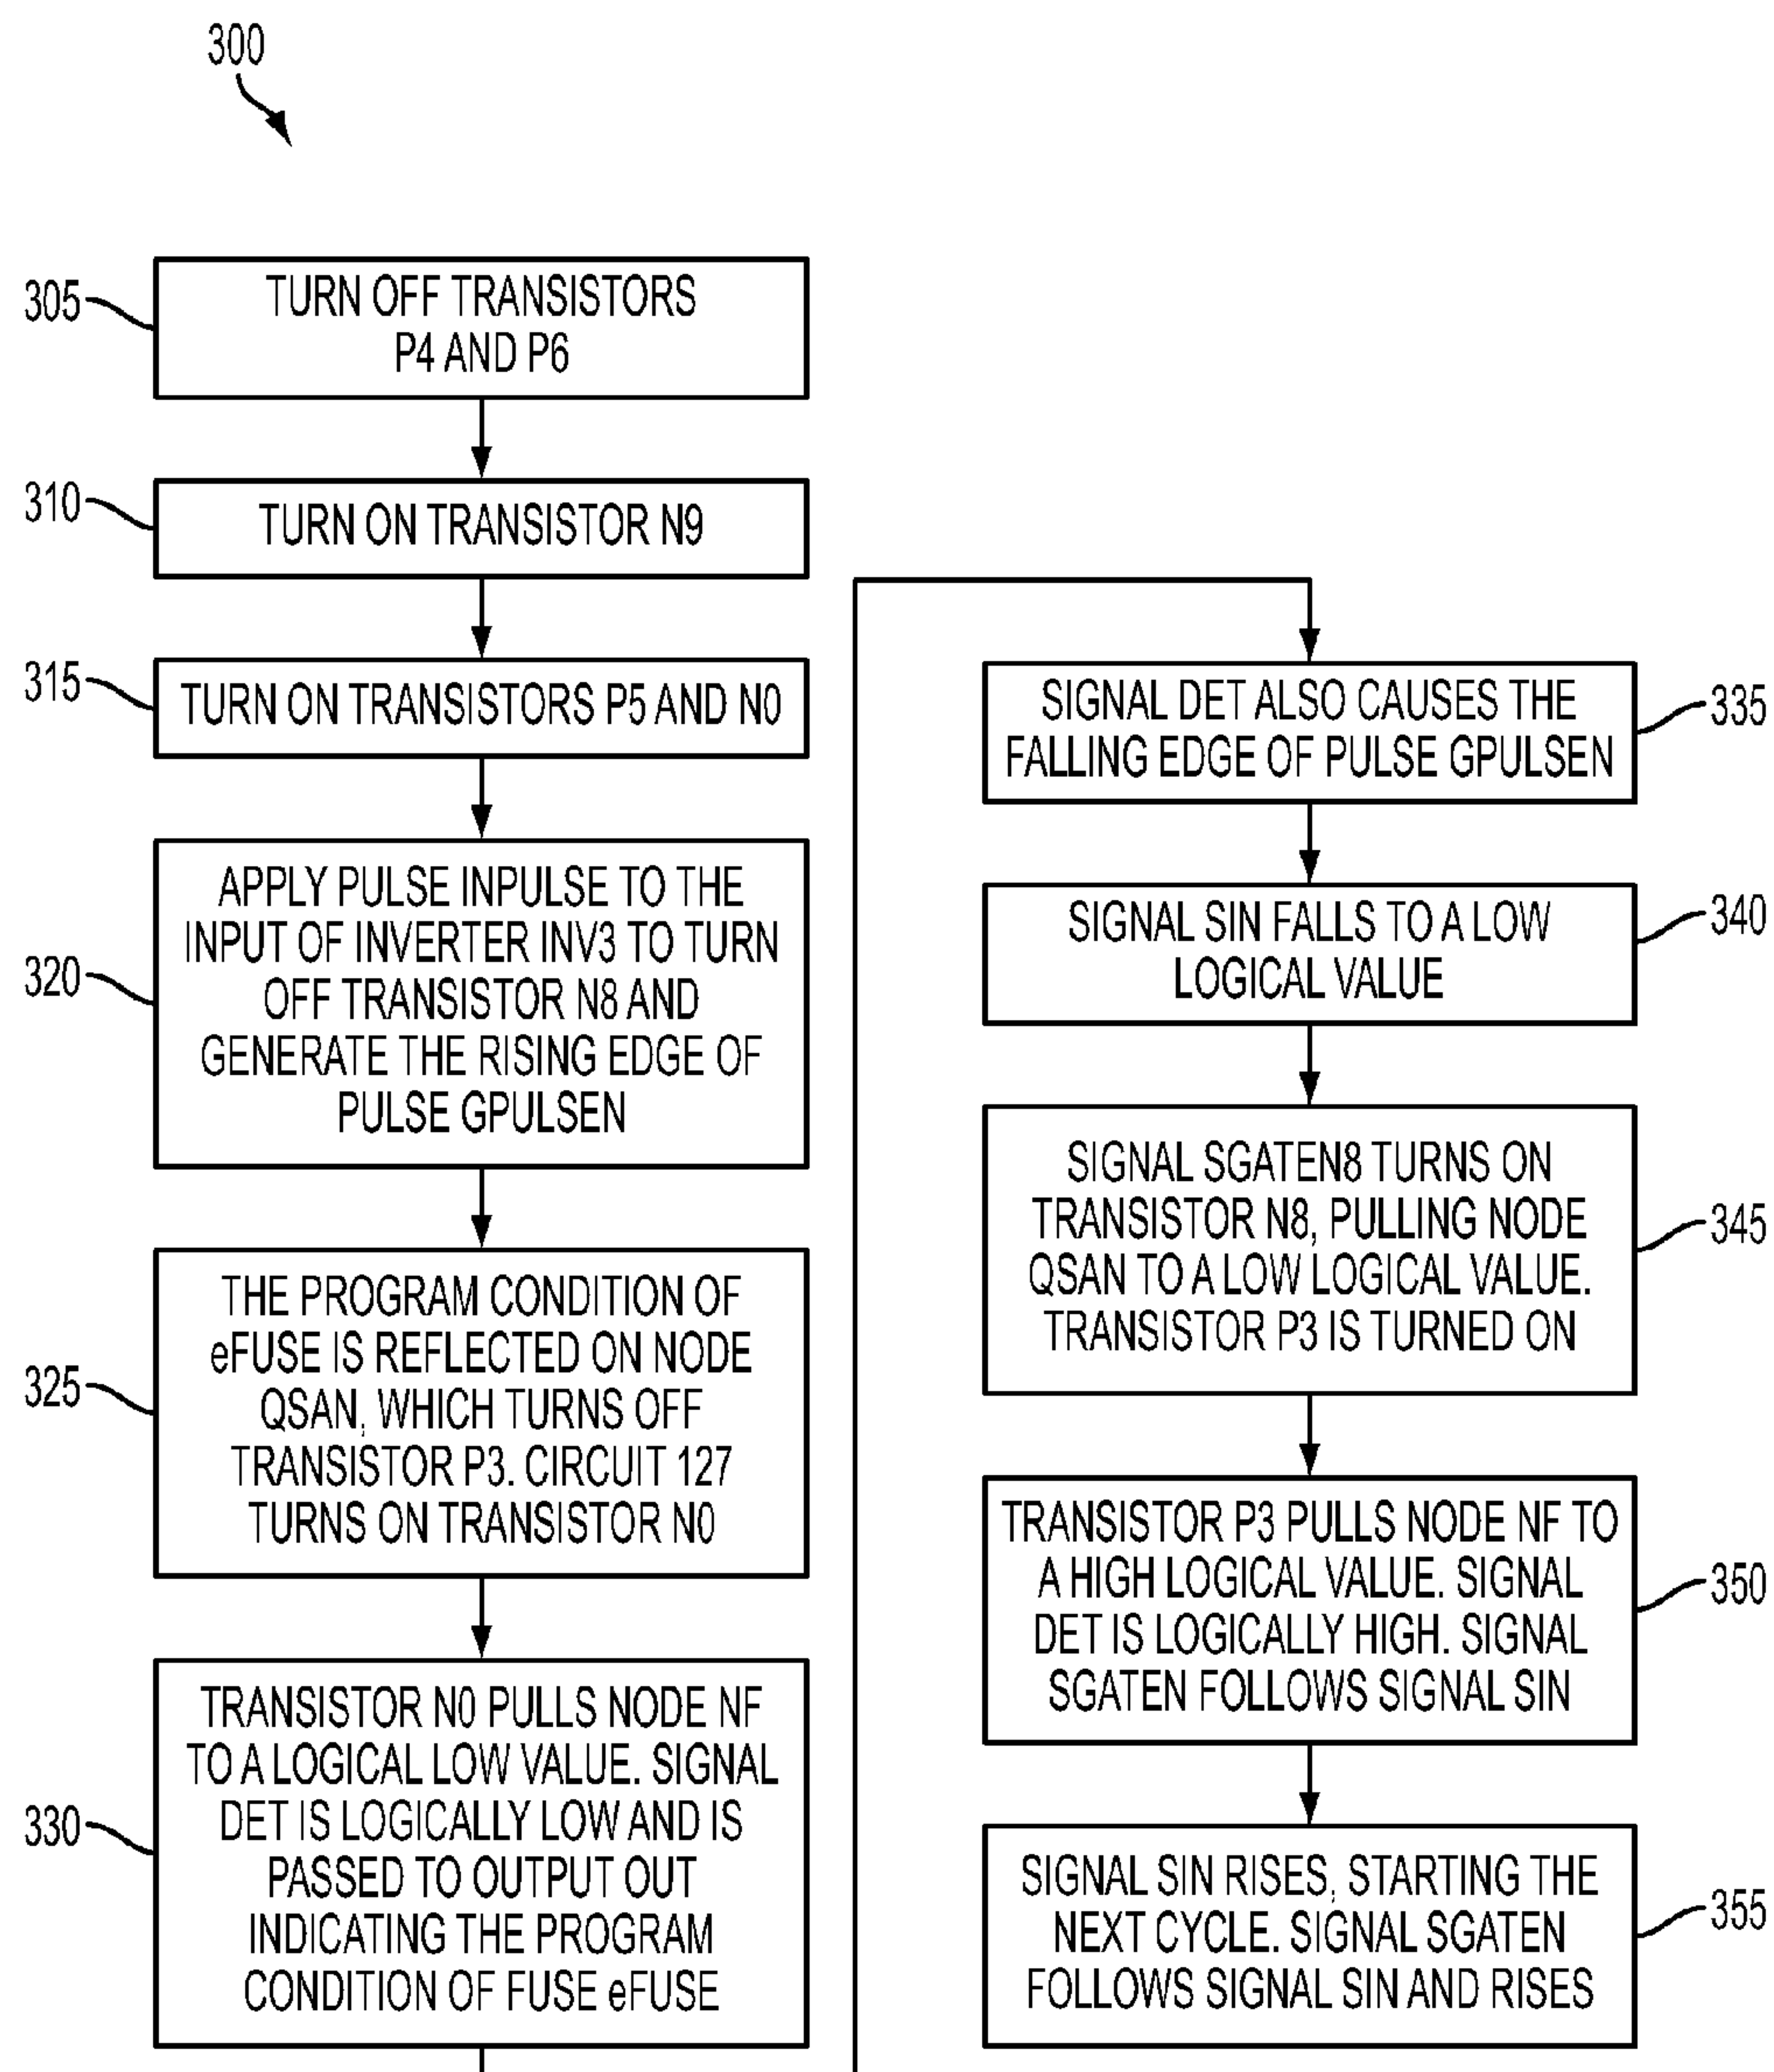 300
305
TURN OFF TRANSISTORS
P4 AND P6
310
TURN ON TRANSISTOR N9
315
TURN ON TRANSISTORS P5 AND N0
320
APPLY PULSE INPULSE TO THE
INPUT OF INVERTER INV3 TO TURN
OFF TRANSISTOR N8 AND
GENERATE THE RISING EDGE OF
PULSE GPULSEN
325
THE PROGRAM CONDITION OF
eFUSE IS REFLECTED ON NODE
QSAN, WHICH TURNS OFF
TRANSISTOR P3. CIRCUIT 127
TURNS ON TRANSISTOR N0
330
TRANSISTOR N0 PULLS NODE NF
TO A LOGICAL LOW VALUE. SIGNAL
DET IS LOGICALLY LOW AND IS
PASSED TO OUTPUT OUT
INDICATING THE PROGRAM
CONDITION OF FUSE eFUSE
SIGNAL DET ALSO CAUSES THE
FALLING EDGE OF PULSE GPULSEN
335
SIGNAL SIN FALLS TO A LOW
LOGICAL VALUE
340
SIGNAL SGATEN8 TURNS ON
TRANSISTOR N8, PULLING NODE
QSAN TO A LOW LOGICAL VALUE.
TRANSISTOR P3 IS TURNED ON
345
TRANSISTOR P3 PULLS NODE NF TO
A HIGH LOGICAL VALUE. SIGNAL
DET IS LOGICALLY HIGH. SIGNAL
SGATEN FOLLOWS SIGNAL SIN
350
SIGNAL SIN RISES, STARTING THE
NEXT CYCLE. SIGNAL SGATEN
FOLLOWS SIGNAL SIN AND RISES
355